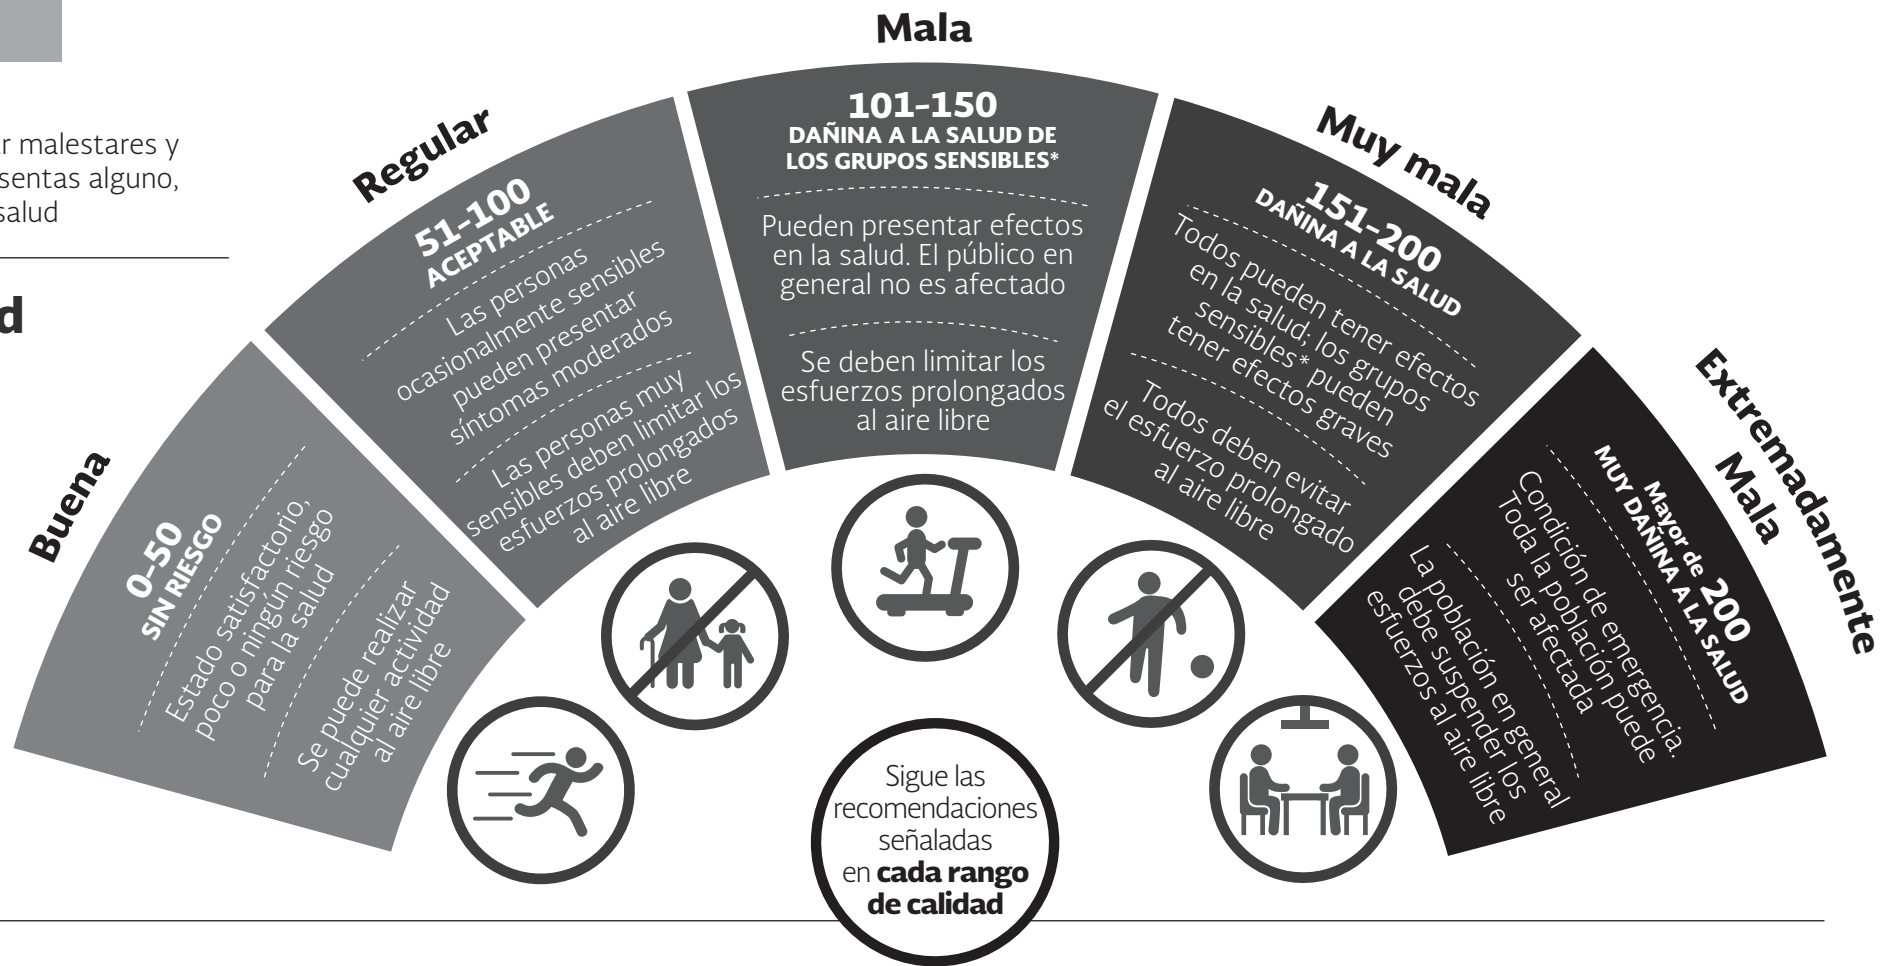 r malestares y
sentas alguno,
salud
d
Buena
0-50
SIN RIESGO
Estado satisfactorio,
poco o ningún riesgo
para la salud
Se puede realizar
cualquier actividad
al aire libre
Regular
51-100
ACEPTABLE
Las personas
ocasionalmente sensibles
pueden presentar
síntomas moderados
Las personas muy
sensibles deben limitar los
esfuerzos prolongados
al aire libre
Mala
101-150
DAÑINA A LA SALUD DE
LOS GRUPOS SENSIBLES*
Pueden presentar efectos
en la salud. El público en
general no es afectado
Se deben limitar los
esfuerzos prolongados
al aire libre
Muy mala
151-200
DAÑINA A LA SALUD
Todos pueden tener efectos
en la salud; los grupos
sensibles* pueden
tener efectos graves
Todos deben evitar
el esfuerzo prolongado
al aire libre
Extremadamente
Mala
Mayor de 200
MUY DAÑINA A LA SALUD
Condición de emergencia.
Toda la población puede
ser afectada
La población en general
debe suspender los
esfuerzos al aire libre
Sigue las
recomendaciones
señaladas
en cada rango
de calidad